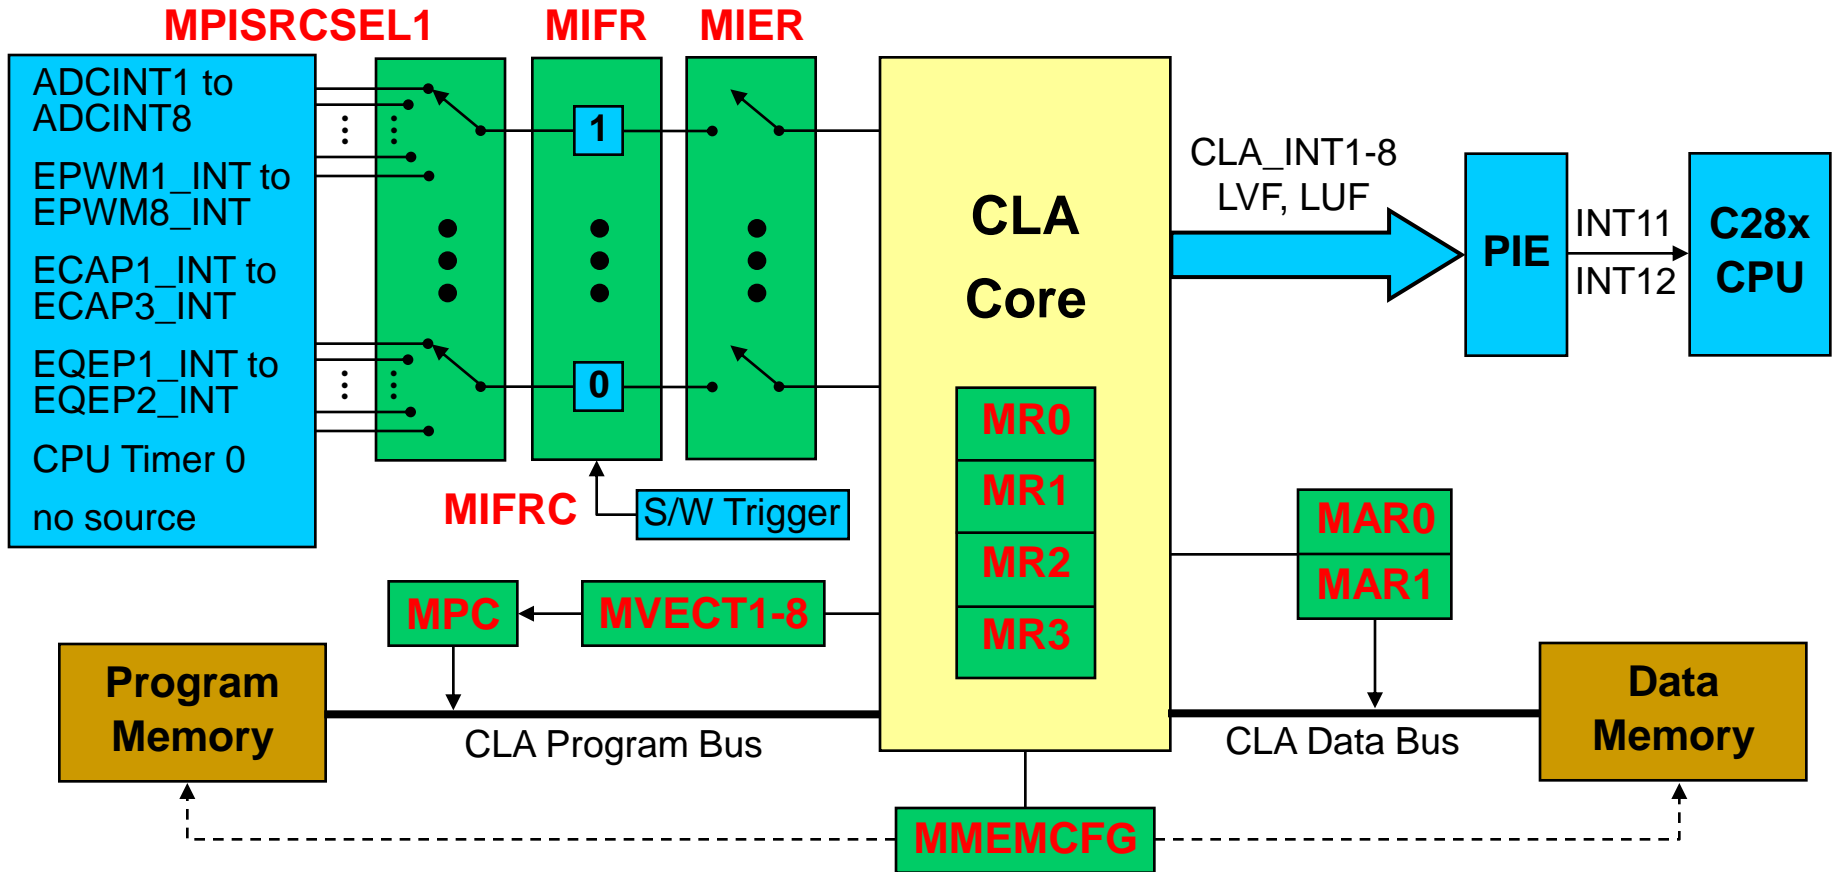 MPISRCSEL1
MIFR
MIER
ADCINT1 to
ADCINT8
EPWM1_INT to
EPWM8_INT
ECAP1_INT to
ECAP3_INT
EQEP1_INT to
EQEP2_INT
CPU Timer 0
no source
1
0
MIFRC
S/W Trigger
CLA
Core
MR0
MR1
MR2
MR3
CLA_INT1-8
LVF, LUF
PIE
INT11
INT12
C28x
CPU
MAR0
MAR1
MPC
MVECT1-8
Program
Memory
CLA Program Bus
CLA Data Bus
Data
Memory
MMEMCFG